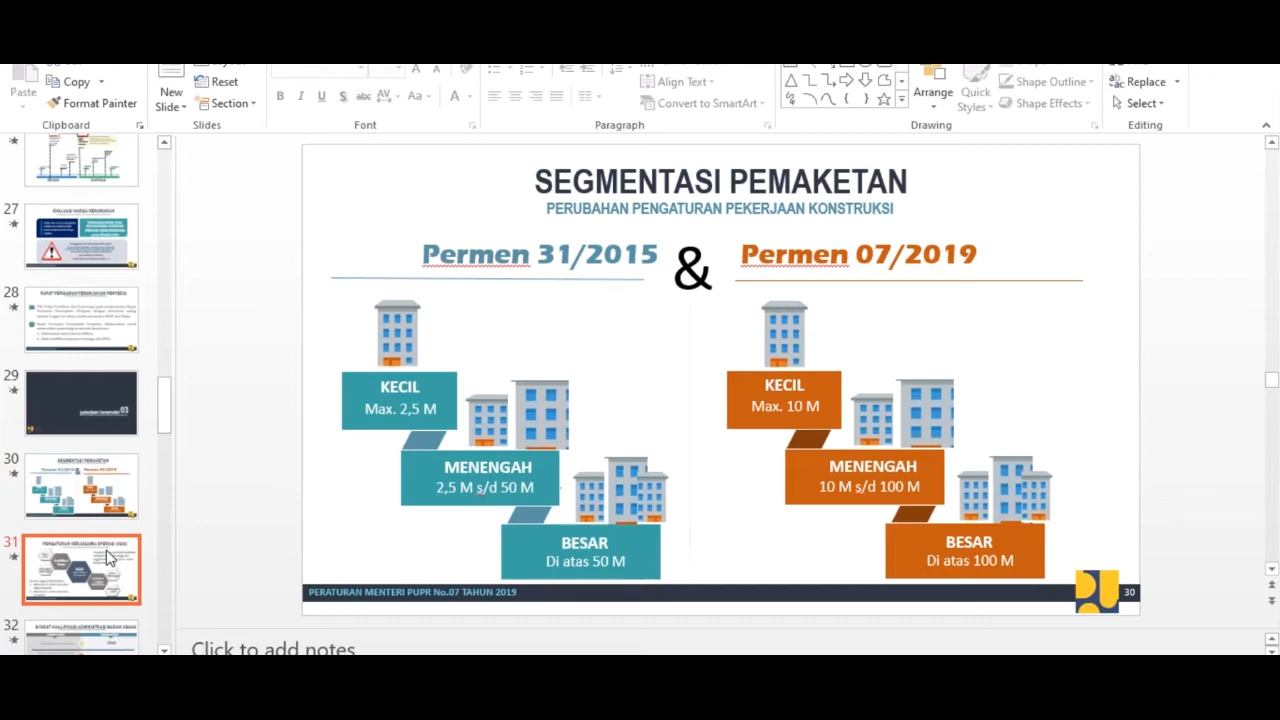 Paste
Copy
Format Painter
Clipboard
New
Slide
Reset
Section
Slides
B I U S abc AV Aa A
Font
Align Text
Convert to SmartArt
Paragraph
Arrange
Quick
Styles
Shape Outline
Shape Effects
Drawing
Replace
Select
Editing
27
28
29
30
31
32
SEGMENTASI PEMAKETAN
PERUBAHAN PENGATURAN PEKERJAAN KONSTRUKSI
Permen 31/2015 & Permen 07/2019
KECIL
Max. 2,5 M
MENENGAH
2,5 M s/d 50 M
BESAR
Di atas 50 M
KECIL
Max. 10 M
MENENGAH
10 M s/d 100 M
BESAR
Di atas 100 M
PERATURAN MENTERI PUPR No.07 TAHUN 2019
30
Click to add notes